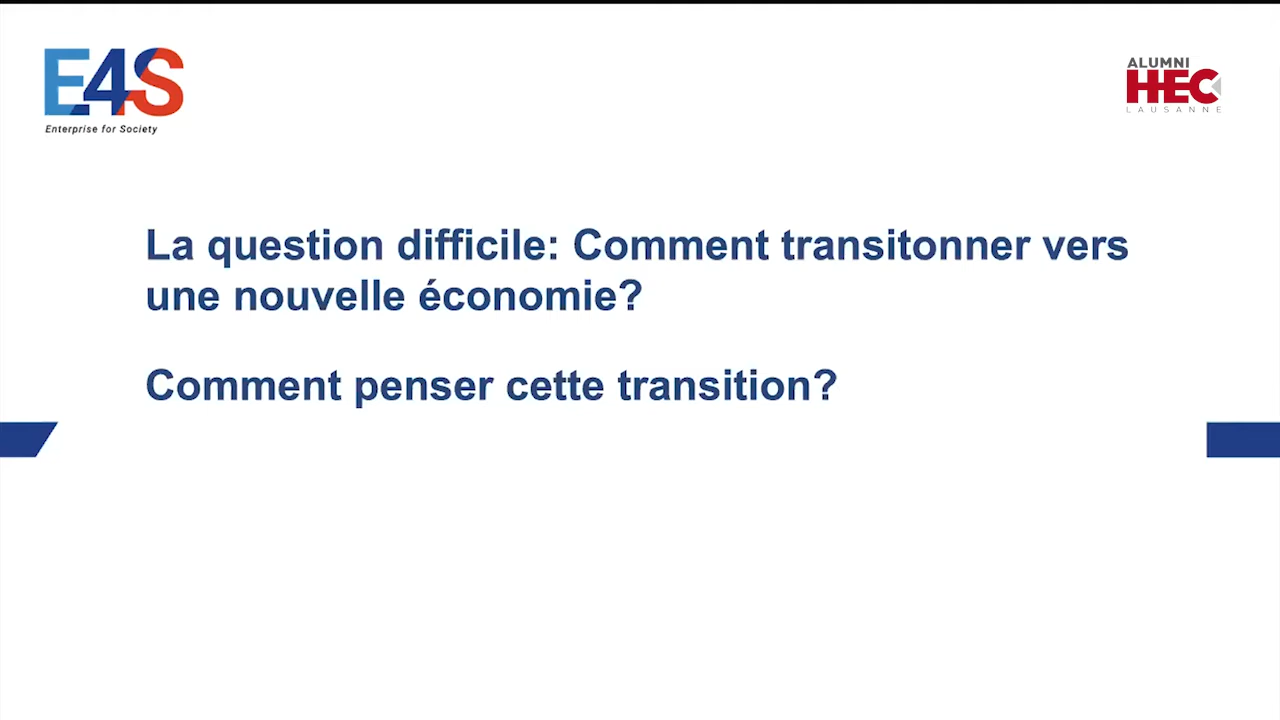 E4S
Enterprise for Society
ALUMNI
HEC
LAUSANNE
La question difficile: Comment transitonner vers
une nouvelle économie?
Comment penser cette transition?